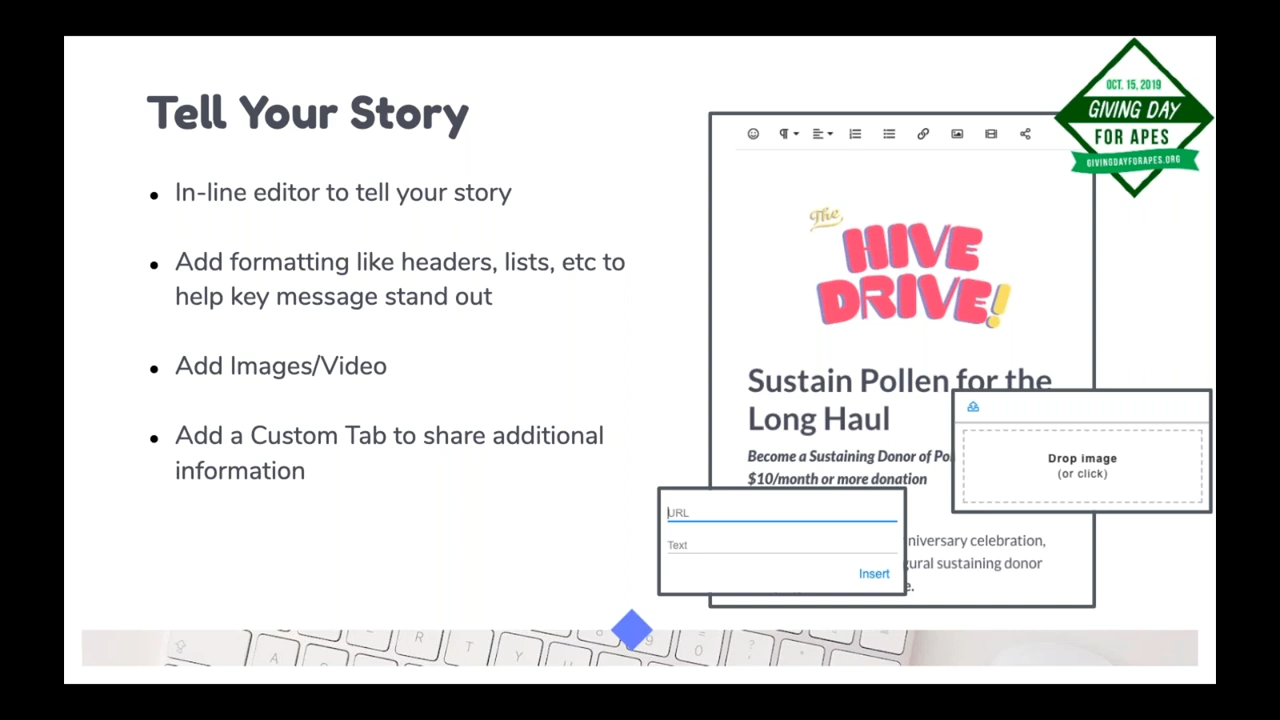 Tell Your Story
• In-line editor to tell your story
• Add formatting like headers, lists, etc to
help key message stand out
• Add Images/Video
• Add a Custom Tab to share additional
information
OCT. 15, 2019
GIVING DAY
FOR APES
GIVINGDAYFORAPES.ORG
The
HIVE
DRIVE!
Sustain Pollen for the
Long Haul
Become a Sustaining Donor of
$10/month or more donation
Drop image
(or click)
URL
Text
Insert
celebration,
sustaining donor
R
T
Y
U
A
9
0
?
P